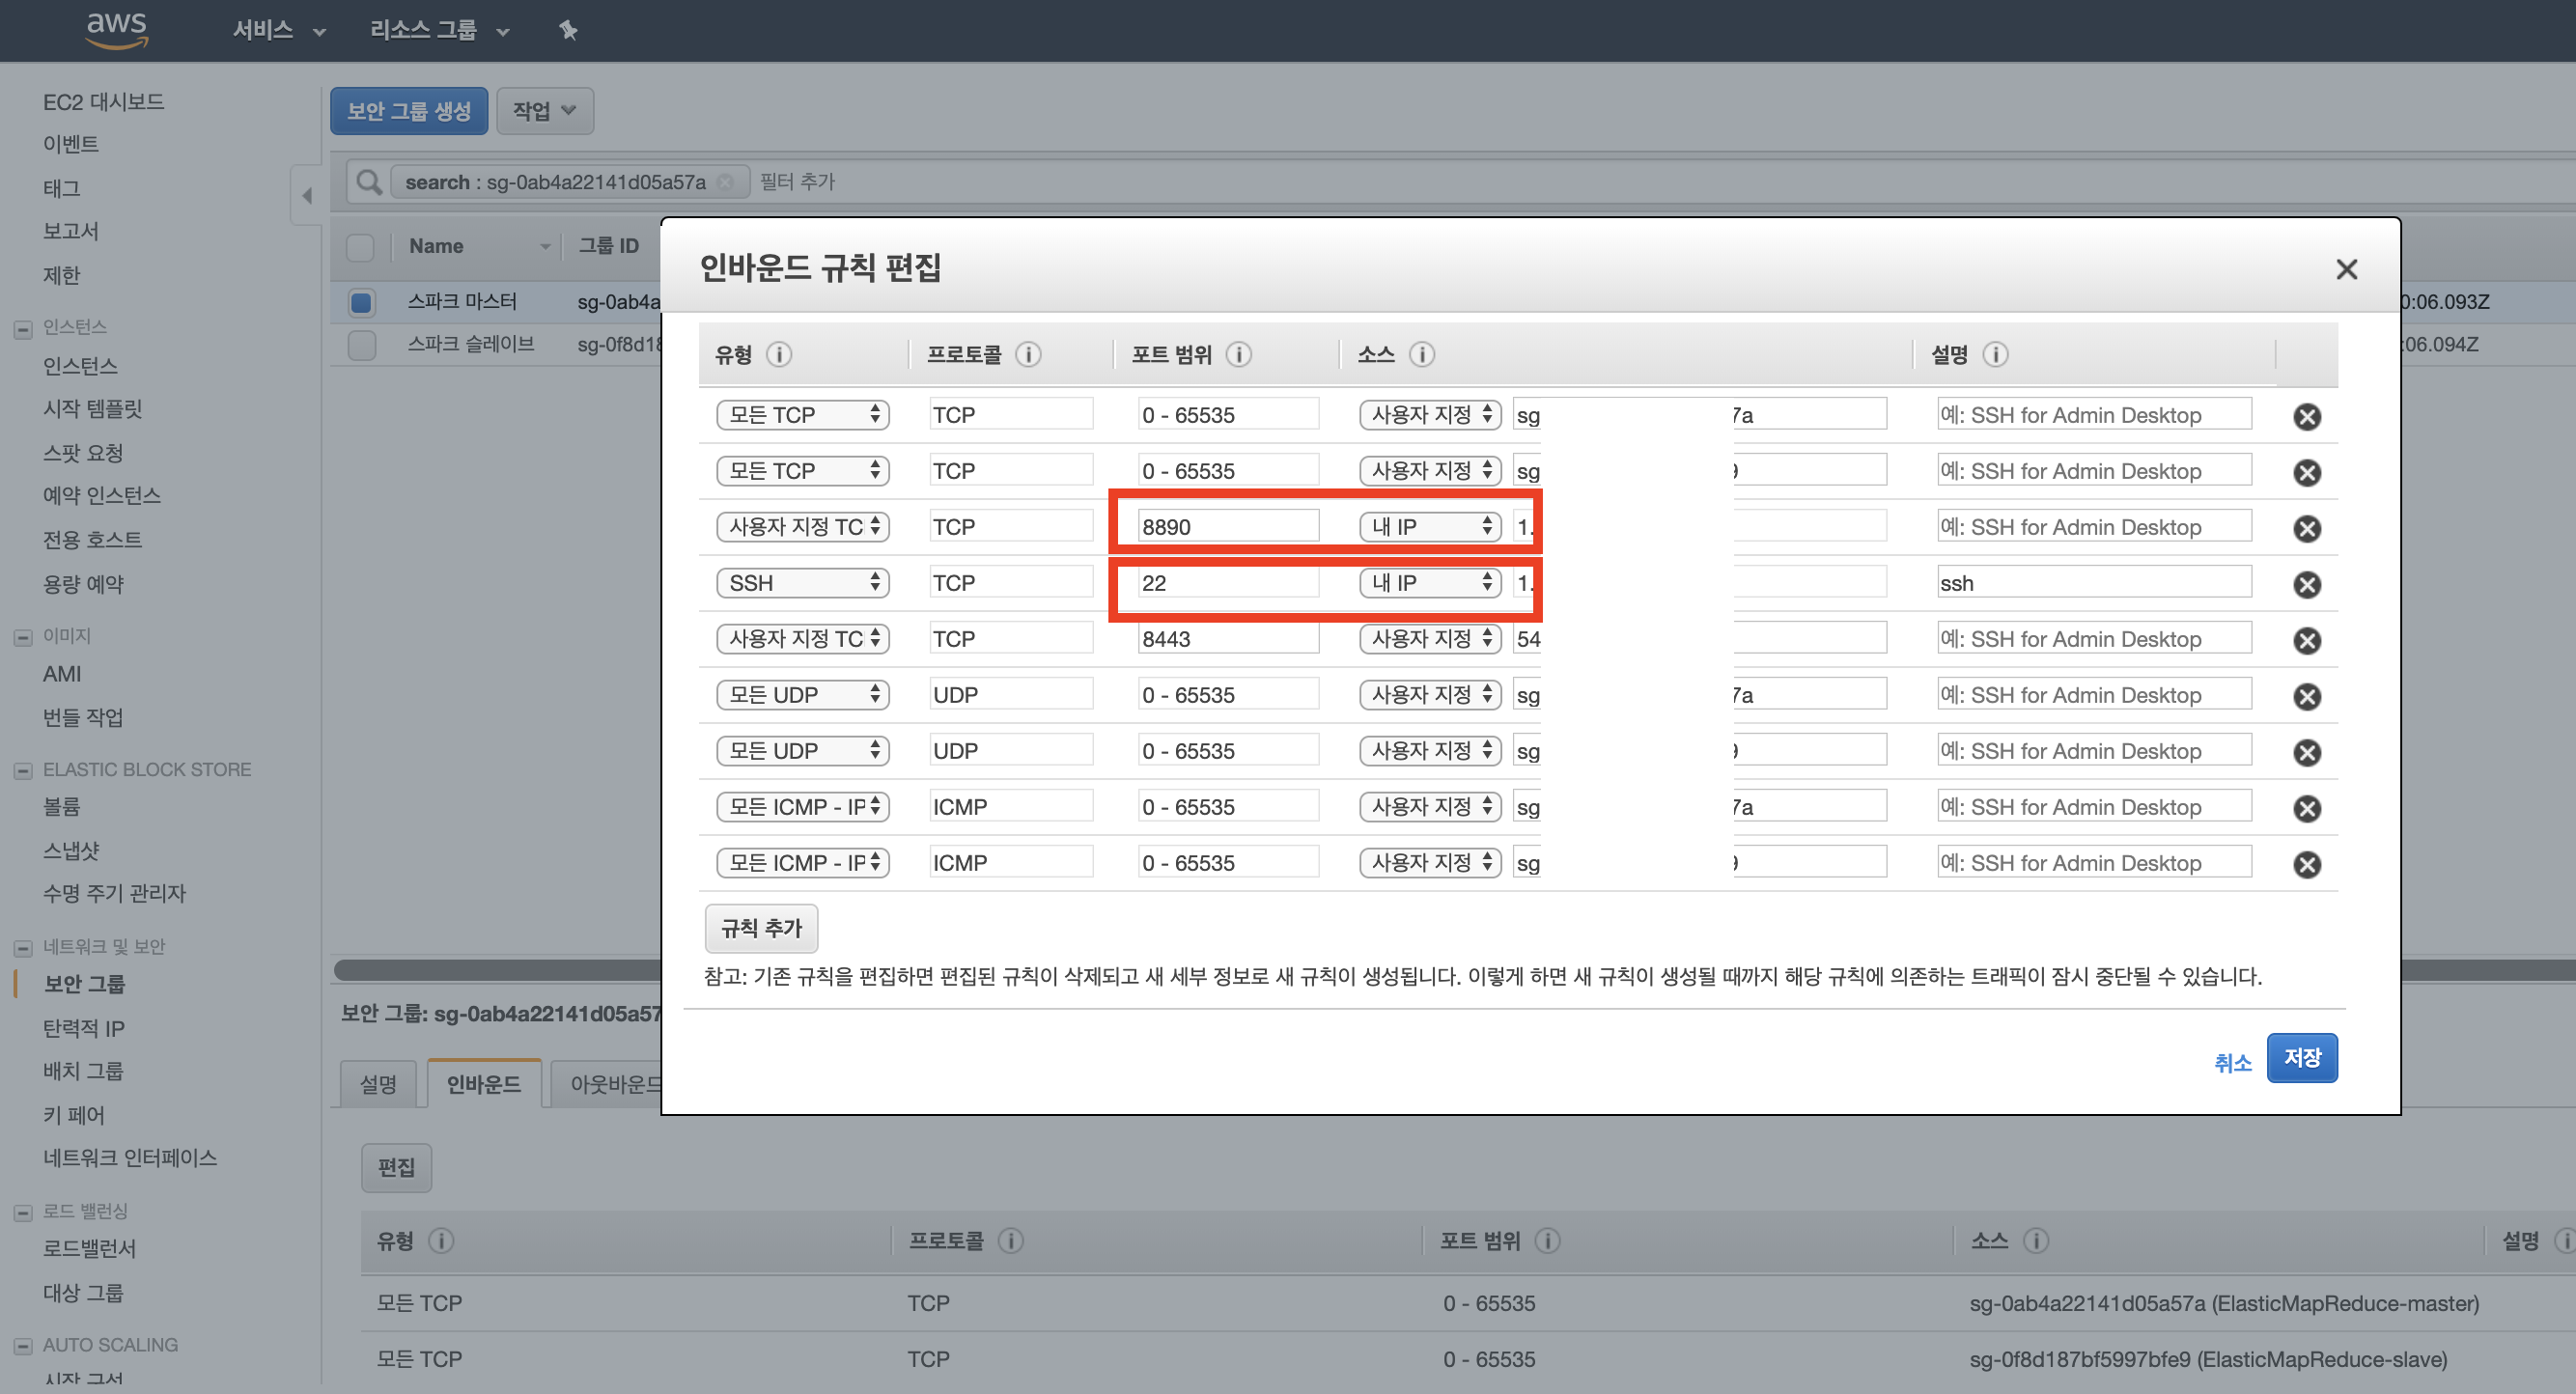 aws 서비스 리소스 그룹
EC2 대시보드
이벤트
태그
보고서
제한
인스턴스
인스턴스
시작 템플릿
스팟 요청
예약 인스턴스
전용 호스트
용량 예약
이미지
AMI
번들 작업
ELASTIC BLOCK STORE
볼륨
스냅샷
수명 주기 관리자
네트워크 및 보안
보안 그룹
탄력적 IP
배치 그룹
키 페어
네트워크 인터페이스
로드 밸런싱
로드밸런서
대상 그룹
AUTO SCALING
시작 구성
보안 그룹 생성 작업
search : sg-0ab4a22141d05a57a 필터 추가
Name 그룹 ID
스파크 마스터 sg-0ab4a 0:06.093Z
스파크 슬레이브 sg-0f8d18 :06.094Z
인바운드 규칙 편집
유형 프로토콜 포트 범위 소스 설명
모든 TCP TCP 0 - 65535 사용자 지정 sg 7a 예: SSH for Admin Desktop
모든 TCP TCP 0 - 65535 사용자 지정 sg 예: SSH for Admin Desktop
사용자 지정 TC TCP 8890 내 IP 1. 예: SSH for Admin Desktop
SSH TCP 22 내 IP 1. ssh
사용자 지정 TC TCP 8443 사용자 지정 54 예: SSH for Admin Desktop
모든 UDP UDP 0 - 65535 사용자 지정 sg 7a 예: SSH for Admin Desktop
모든 UDP UDP 0 - 65535 사용자 지정 sg 예: SSH for Admin Desktop
모든 ICMP - IP ICMP 0 - 65535 사용자 지정 sg 7a 예: SSH for Admin Desktop
모든 ICMP - IP ICMP 0 - 65535 사용자 지정 sg 예: SSH for Admin Desktop
규칙 추가
참고: 기존 규칙을 편집하면 편집된 규칙이 삭제되고 새 세부 정보로 새 규칙이 생성됩니다. 이렇게 하면 새 규칙이 생성될 때까지 해당 규칙에 의존하는 트래픽이 잠시 중단될 수 있습니다.
취소 저장
보안 그룹: sg-0ab4a22141d05a57
설명 인바운드 아웃바운드
편집
유형 프로토콜 포트 범위 소스 설명
모든 TCP TCP 0 - 65535 sg-0ab4a22141d05a57a (ElasticMapReduce-master)
모든 TCP TCP 0 - 65535 sg-0f8d187bf5997bfe9 (ElasticMapReduce-slave)